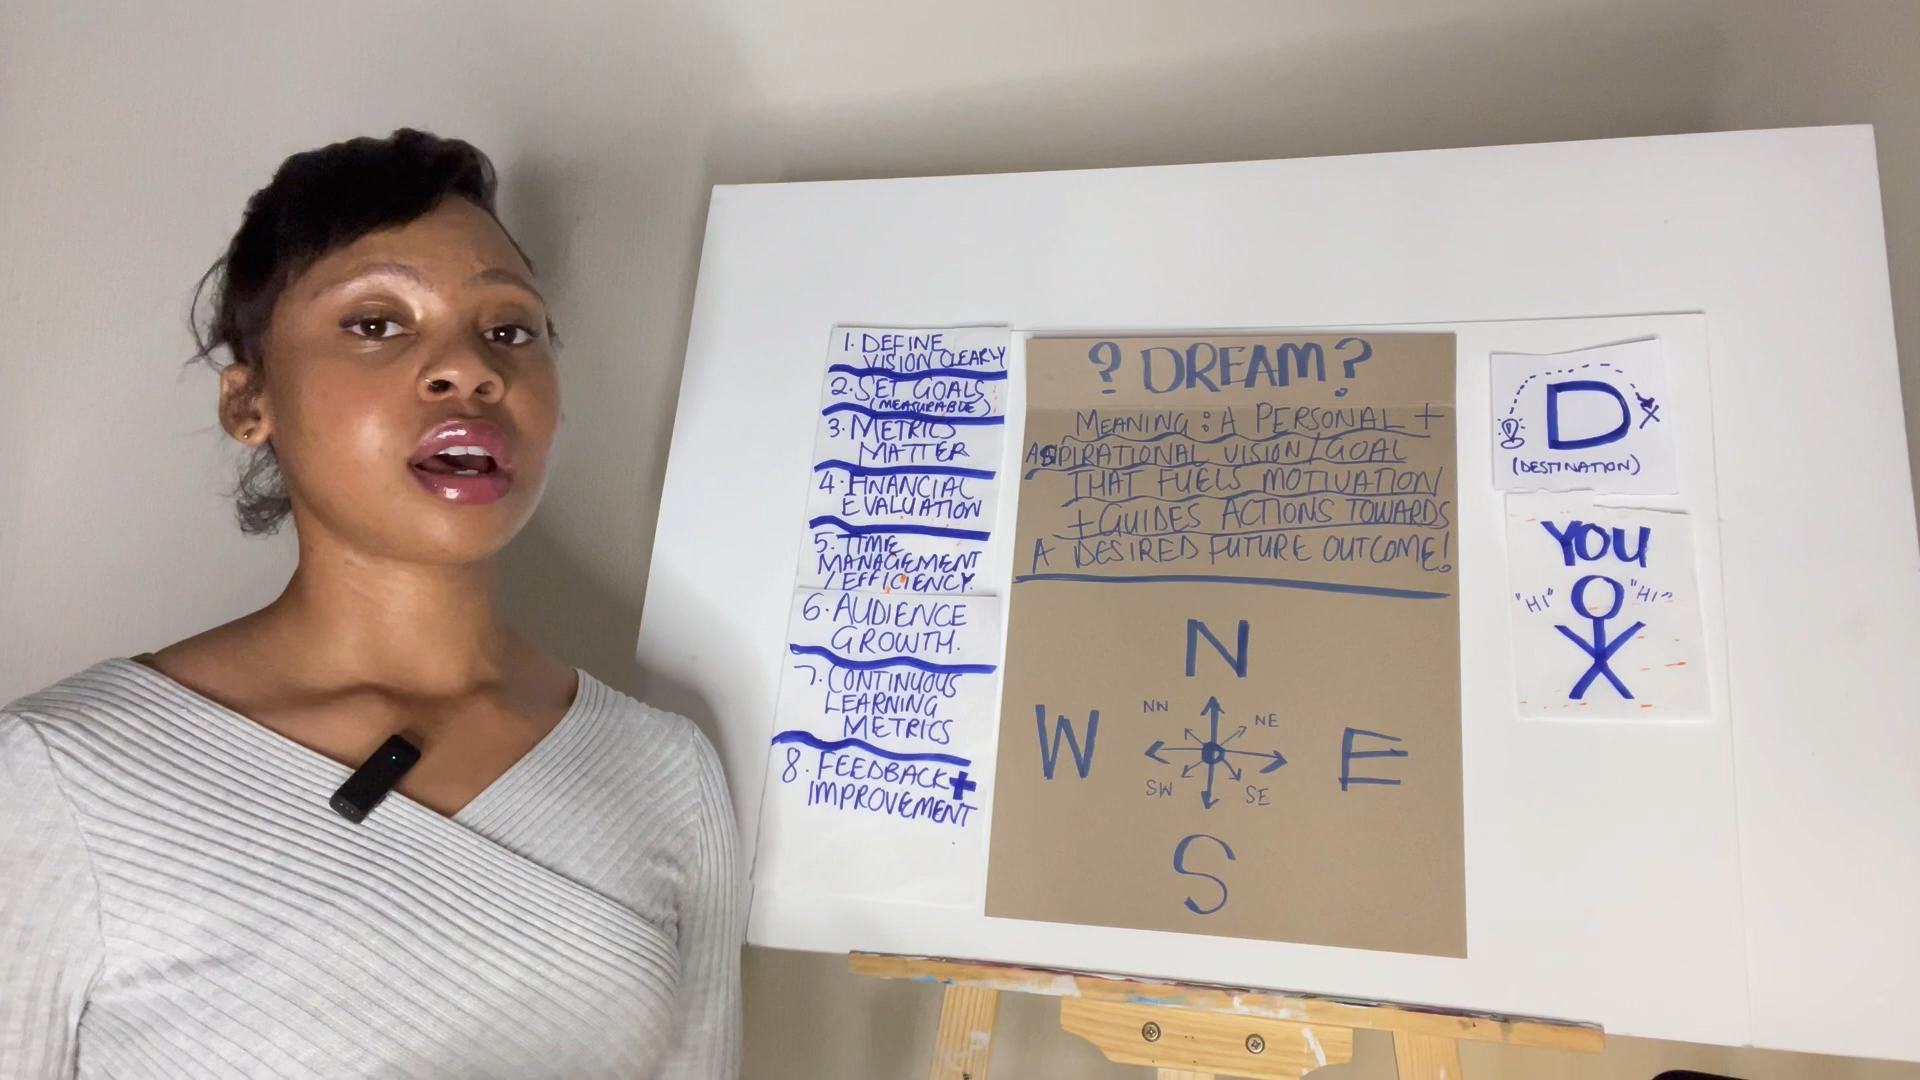 1. DEFINE
VISION CLEARLY
2. SET GOALS
(MEASURABLE)
3. METRICS
MATTER
4. FINANCIAL
EVALUATION
5. TIME
MANAGEMENT
/ EFFICIENCY.
6. AUDIENCE
GROWTH.
7. CONTINUOUS
LEARNING
METRICS
8. FEEDBACK +
IMPROVEMENT
? DREAM?
MEANING : A PERSONAL +
ASPIRATIONAL VISION/GOAL
THAT FUELS MOTIVATION
+ GUIDES ACTIONS TOWARDS
A DESIRED FUTURE OUTCOME!
N
NN
NE
W
E
SW
SE
S
D
X
(DESTINATION)
YOU
"HI" "HI"